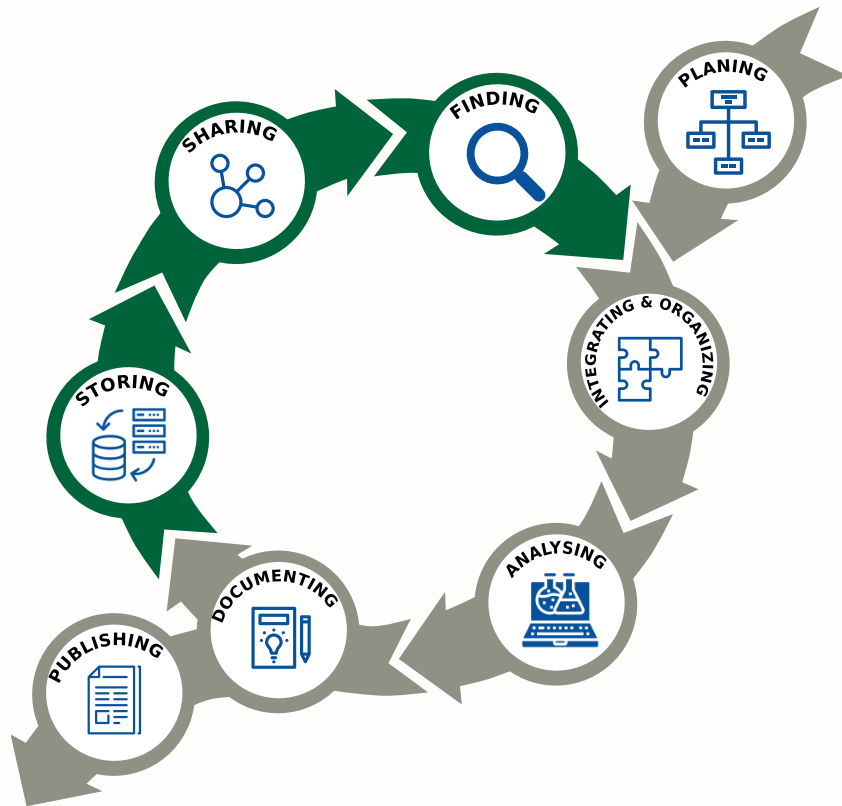 PLANING
FINDING
SHARING
INTEGRATING & ORGANIZING
STORING
ANALYSING
DOCUMENTING
PUBLISHING